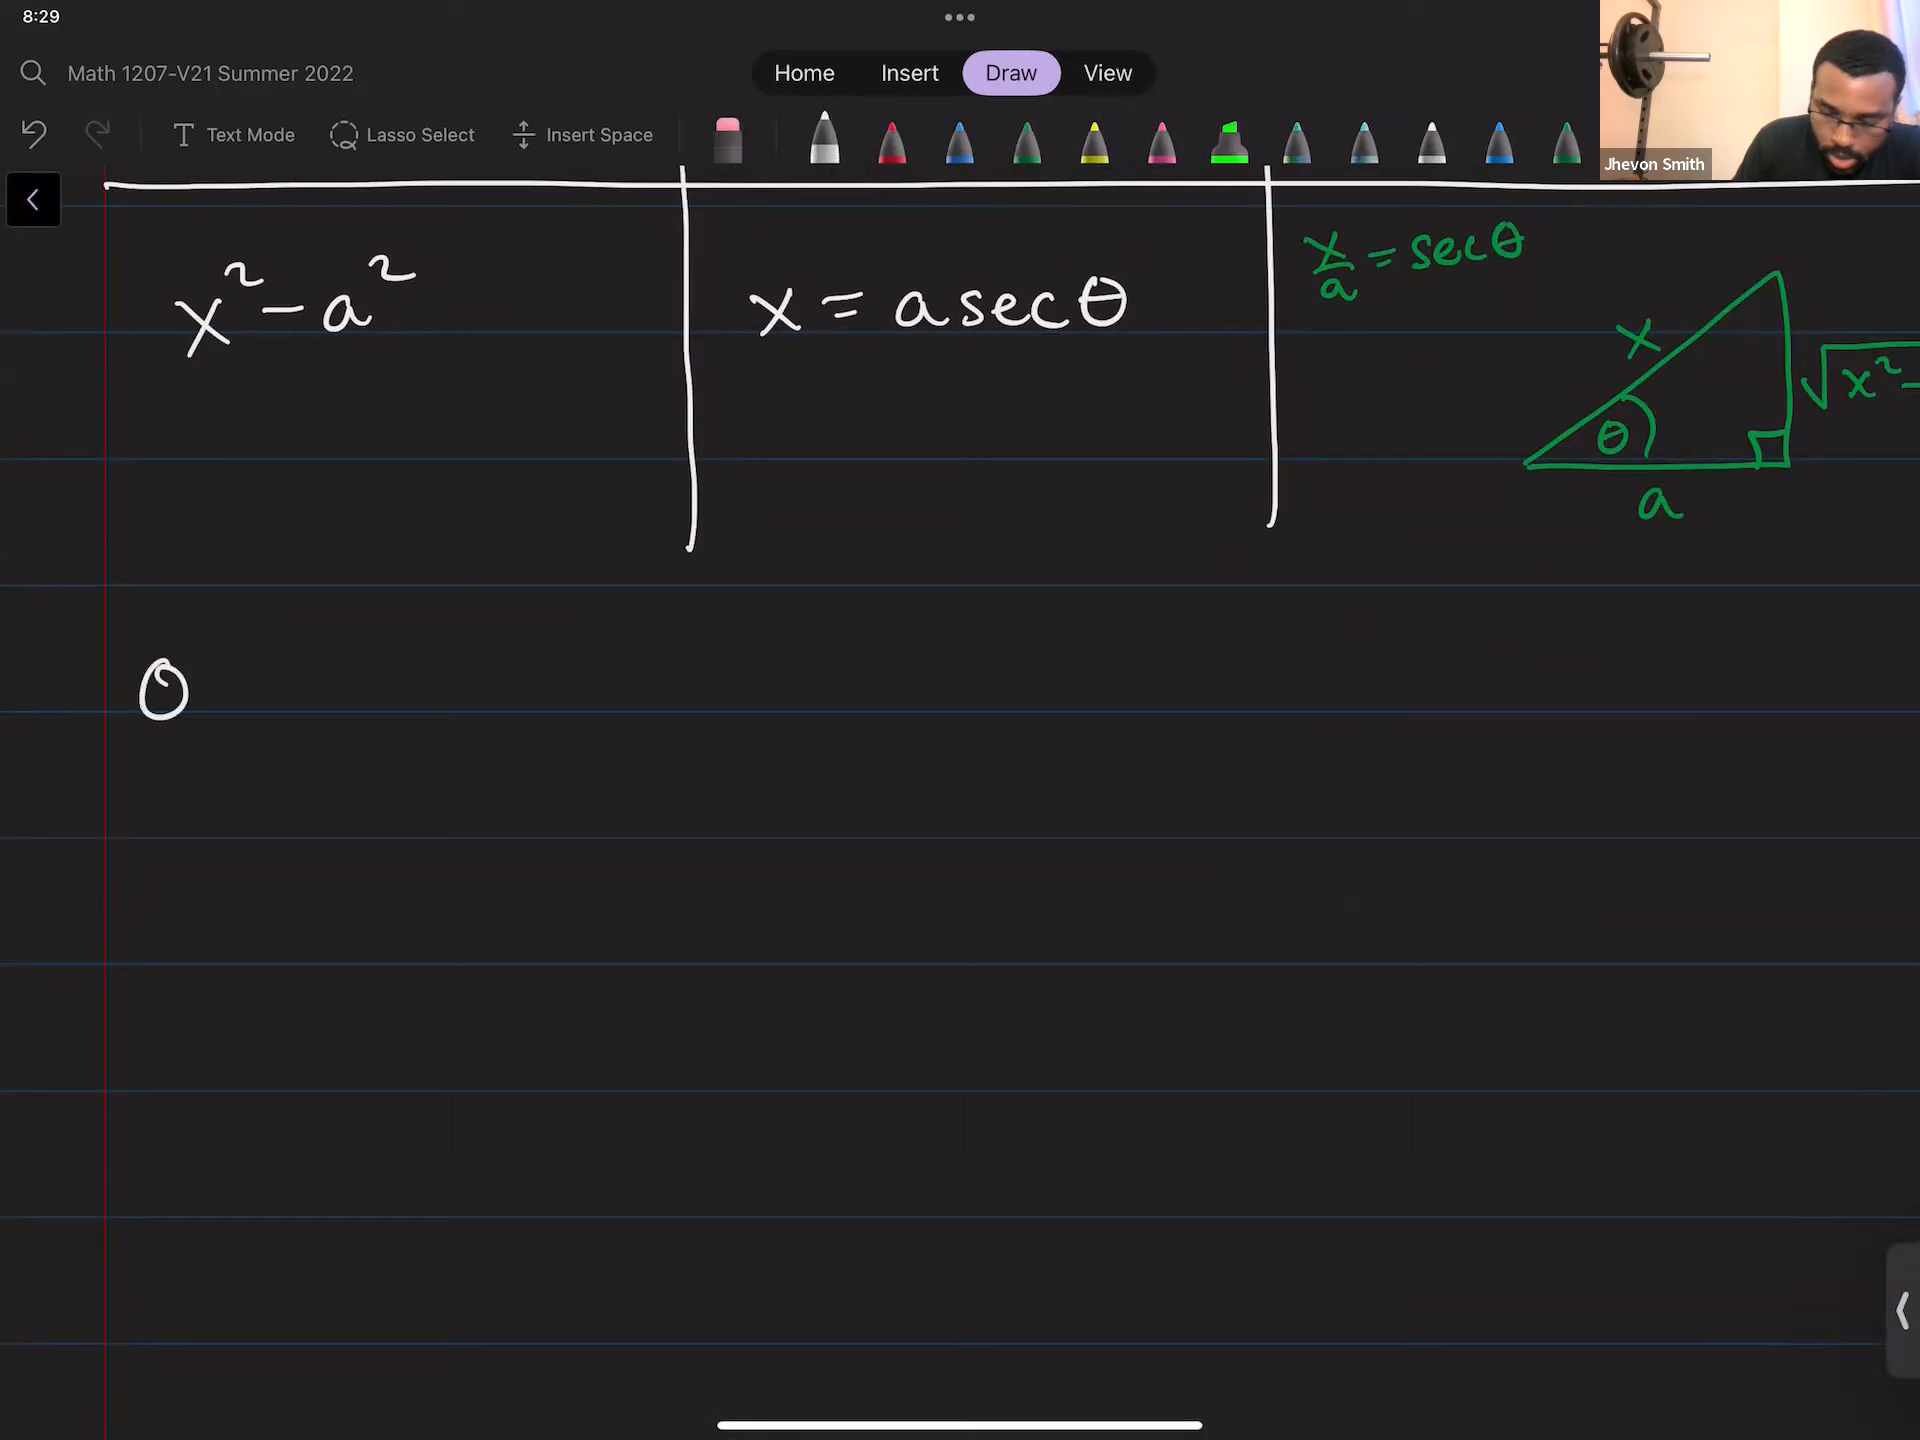 8:29
Math 1207-V21 Summer 2022
Home Insert Draw View
Text Mode Lasso Select Insert Space
Jhevon Smith
x² - a²
x = a secθ
x/a = secθ
x
√x² -
θ
a
O